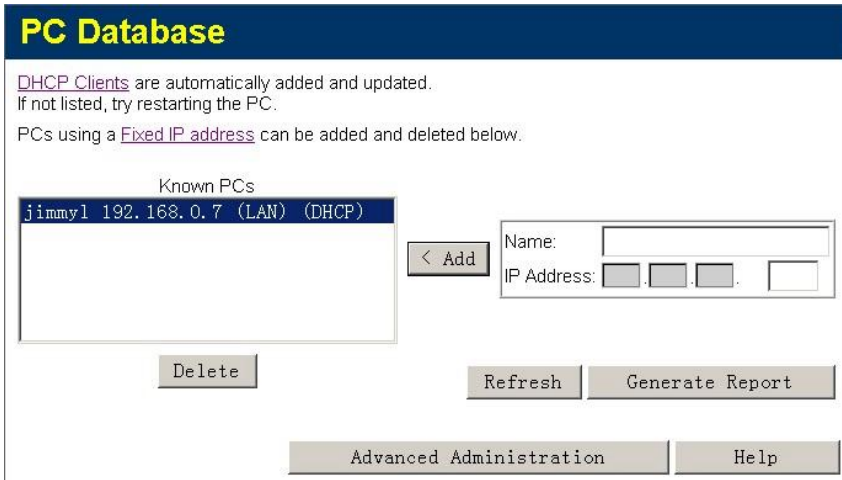 PC Database
DHCP Clients are automatically added and updated.
If not listed, try restarting the PC.
PCs using a Fixed IP address can be added and deleted below.
Known PCs
jimmyl 192.168.0.7 (LAN) (DHCP)
< Add
Name:
IP Address: . . .
Delete
Refresh
Generate Report
Advanced Administration
Help